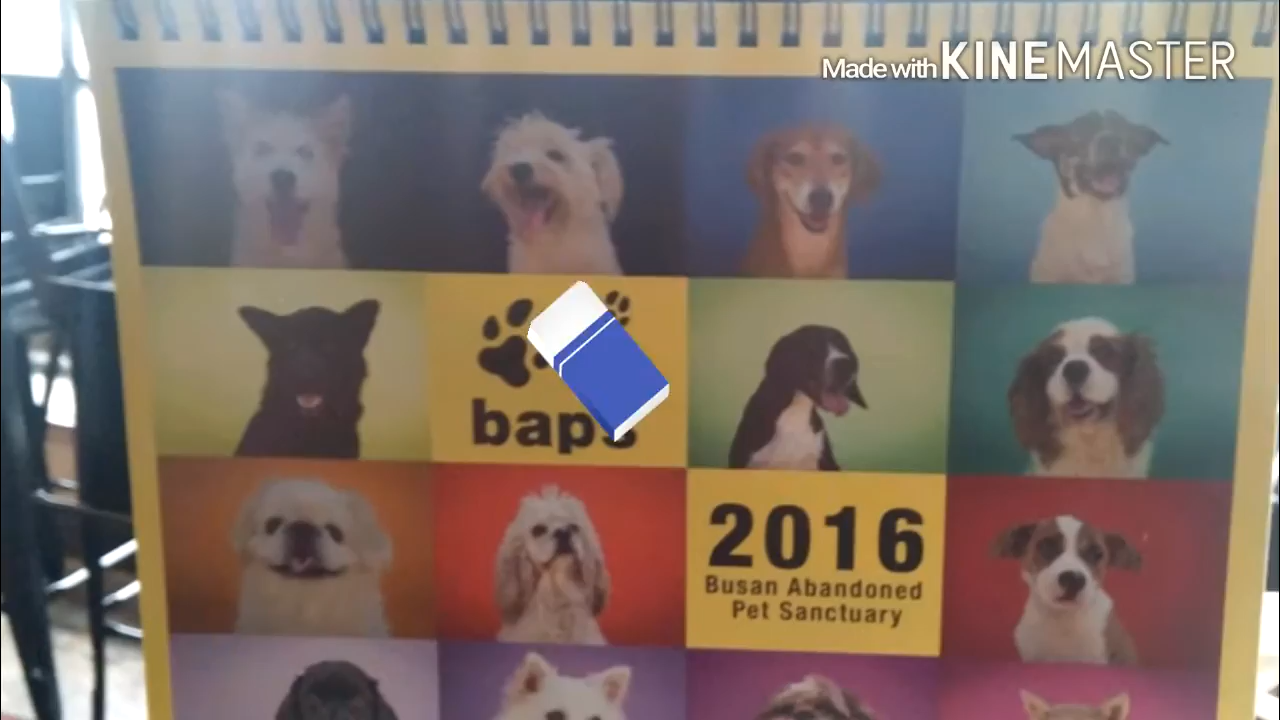 Made with KINEMASTER
baps
2016
Busan Abandoned
Pet Sanctuary